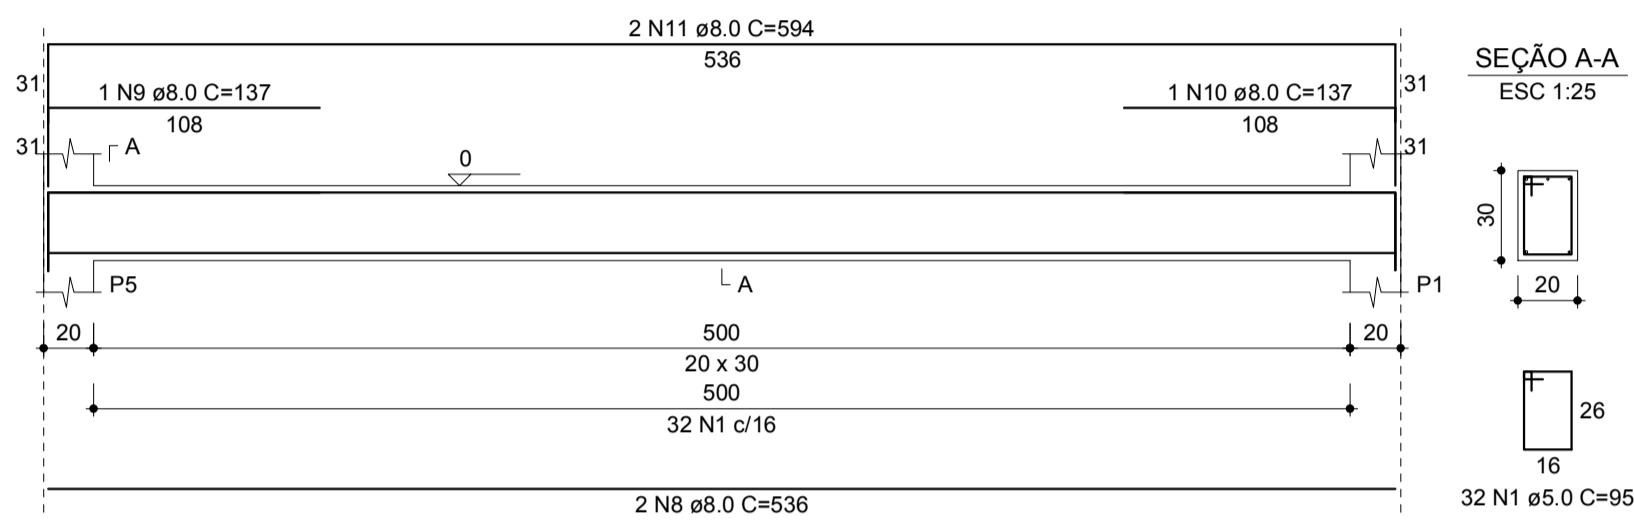 2 N11 ø8.0 C=594
536
SEÇÃO A-A
ESC 1:25
31
31
1 N9 ø8.0 C=137
108
1 N10 ø8.0 C=137
108
31
31
A
0
30
P5
A
P1
20
20
500
20
20 x 30
500
32 N1 c/16
26
16
2 N8 ø8.0 C=536
32 N1 ø5.0 C=95